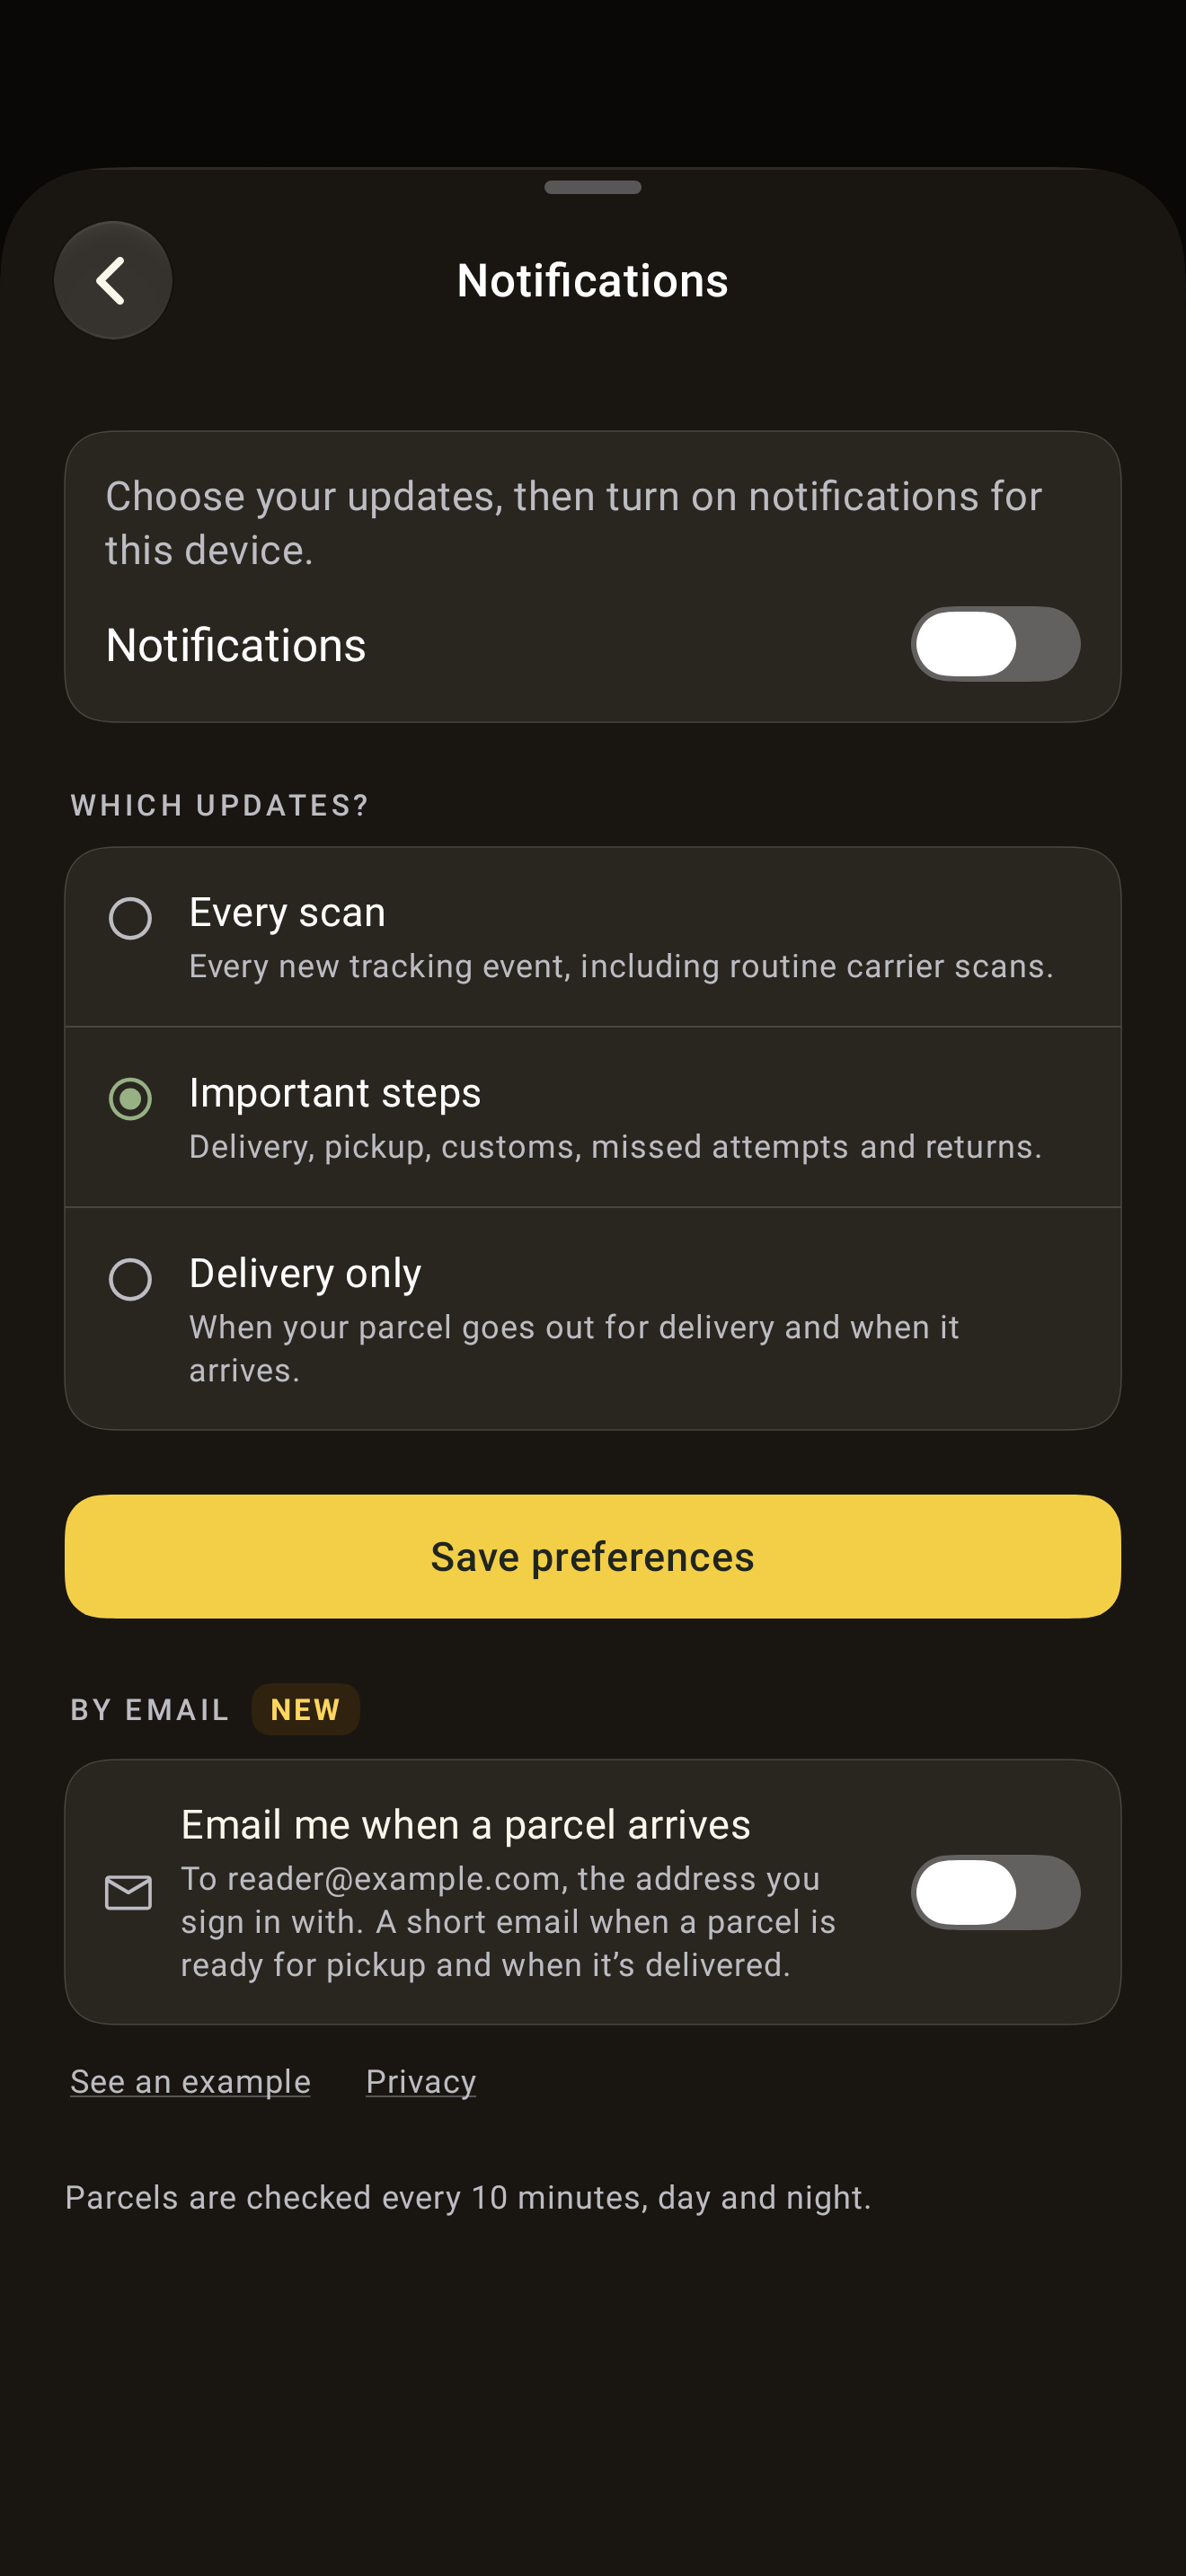 Notifications
Choose your updates, then turn on notifications for
this device.
Notifications
WHICH UPDATES?
Every scan
Every new tracking event, including routine carrier scans.
Important steps
Delivery, pickup, customs, missed attempts and returns.
Delivery only
When your parcel goes out for delivery and when it
arrives.
Save preferences
BY EMAIL NEW
Email me when a parcel arrives
To reader@example.com, the address you
sign in with. A short email when a parcel is
ready for pickup and when it’s delivered.
See an example Privacy
Parcels are checked every 10 minutes, day and night.